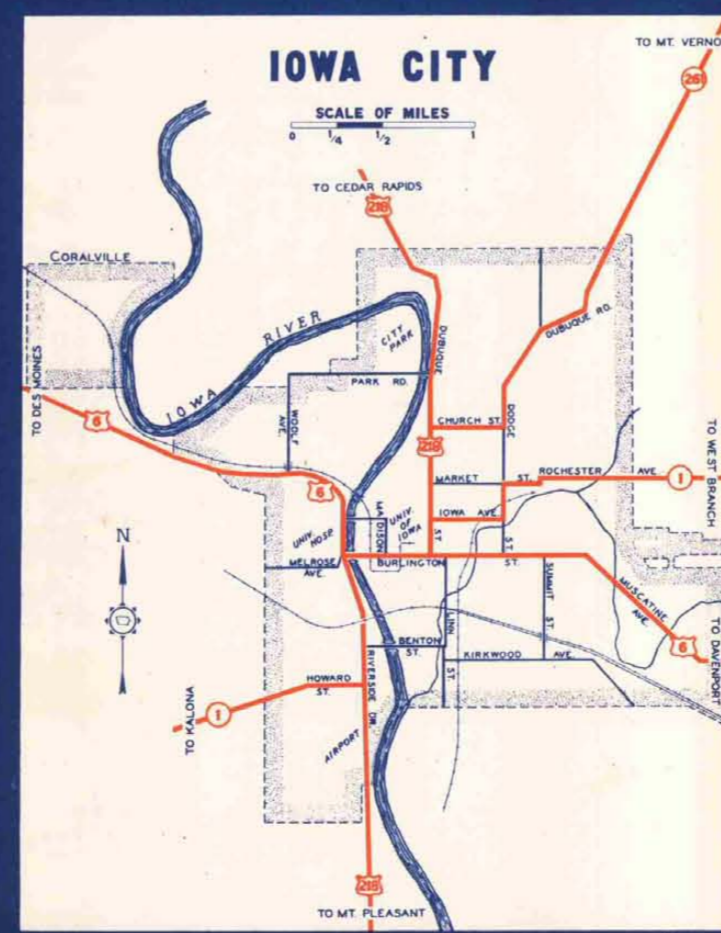 IOWA CITY
TO MT. VERNO
SCALE OF MILES
0 1/4 1/2 1
261
TO CEDAR RAPIDS
218
CORALVILLE
IOWA RIVER
CITY PARK
DUBUQUE
DUBUQUE RD.
TO DES MOINES
PARK RD.
WOOLF AVE.
CHURCH ST.
DODGE
6
218
TO WEST BRANCH
MARKET ST.
ROCHESTER AVE
1
6
IOWA AVE.
MADISON
UNIV. OF IOWA
UNIV. HOSP.
ST.
ST.
N
MELROSE AVE.
BURLINGTON ST.
SUMMIT ST.
MUSCATINE AVE.
LINN ST.
BENTON ST.
KIRKWOOD AVE
6
TO DAVENPORT
HOWARD ST.
RIVERSIDE DR.
1
TO KALONA
AIRPORT
218
TO MT. PLEASANT